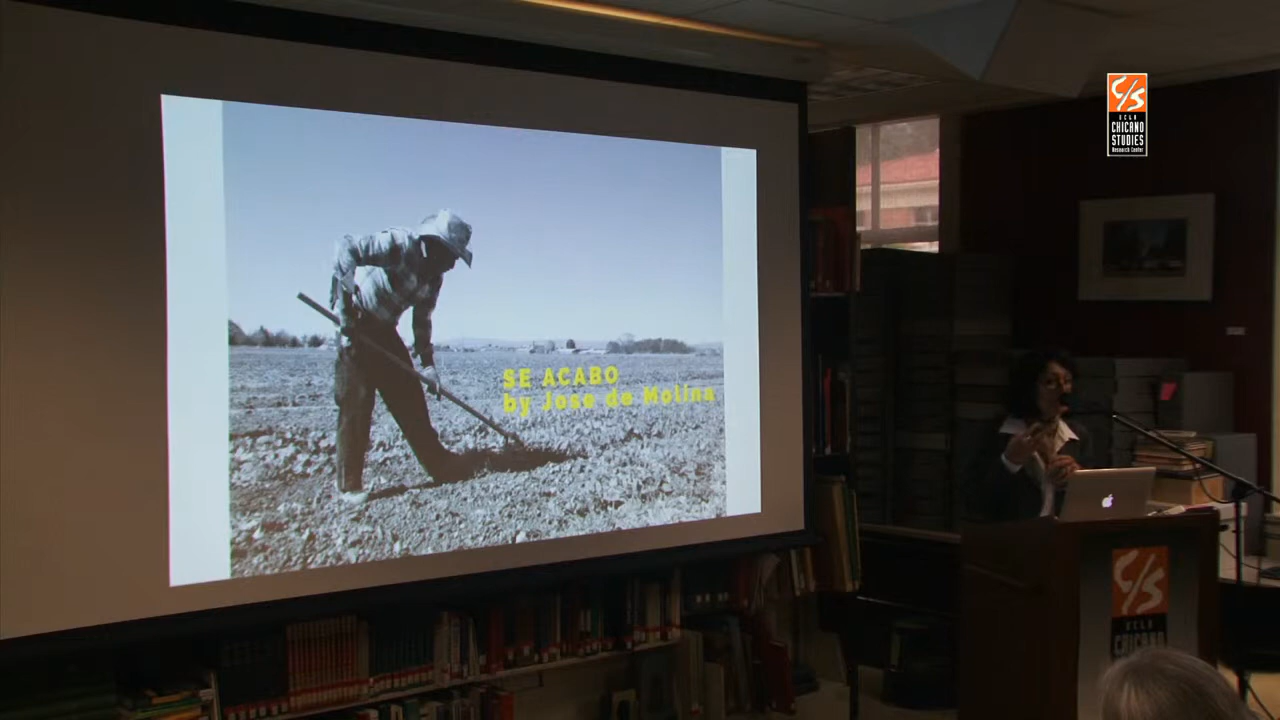 SE ACABO
by Jose de Molina
UCLA
CHICANO
STUDIES
Research Center
UCLA
CHICANO